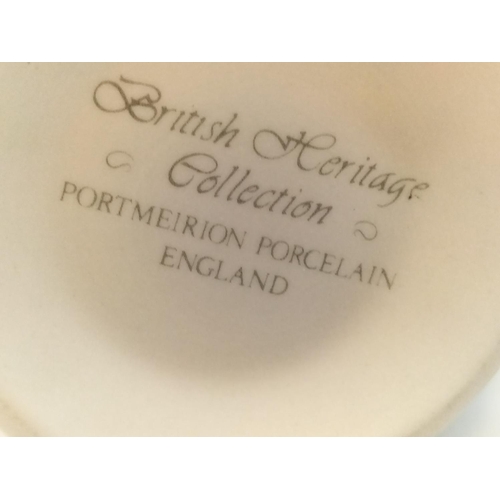 British Heritage
Collection
PORTMEIRION PORCELAIN
ENGLAND